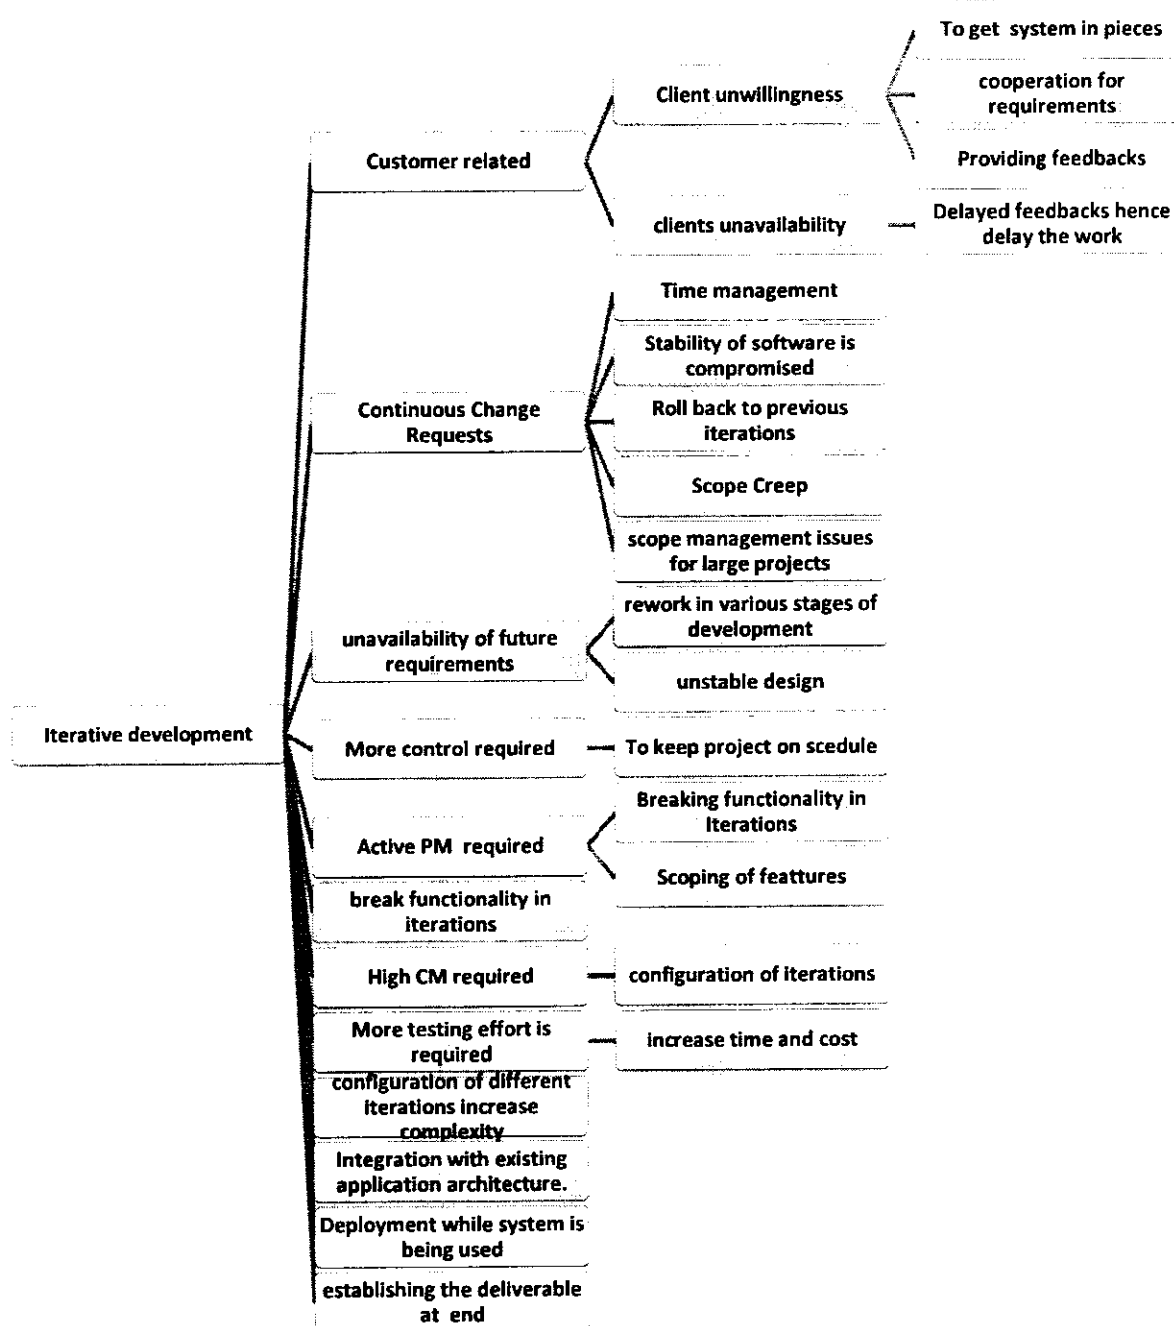 To get system in pieces
Client unwillingness
cooperation for
requirements
Customer related
Providing feedbacks
clients unavailability
Delayed feedbacks hence
delay the work
Time management
Stability of software is
compromised
Continuous Change
Requests
Roll back to previous
iterations
Scope Creep
scope management issues
for large projects
unavailability of future
requirements
rework in various stages of
development
unstable design
Iterative development
More control required
To keep project on scedule
Active PM required
Breaking functionality in
Iterations
Scoping of feattures
break functionality in
iterations
High CM required
configuration of iterations
More testing effort is
required
increase time and cost
configuration of different
iterations increase
complexity
Integration with existing
application architecture.
Deployment while system is
being used
establishing the deliverable
at end